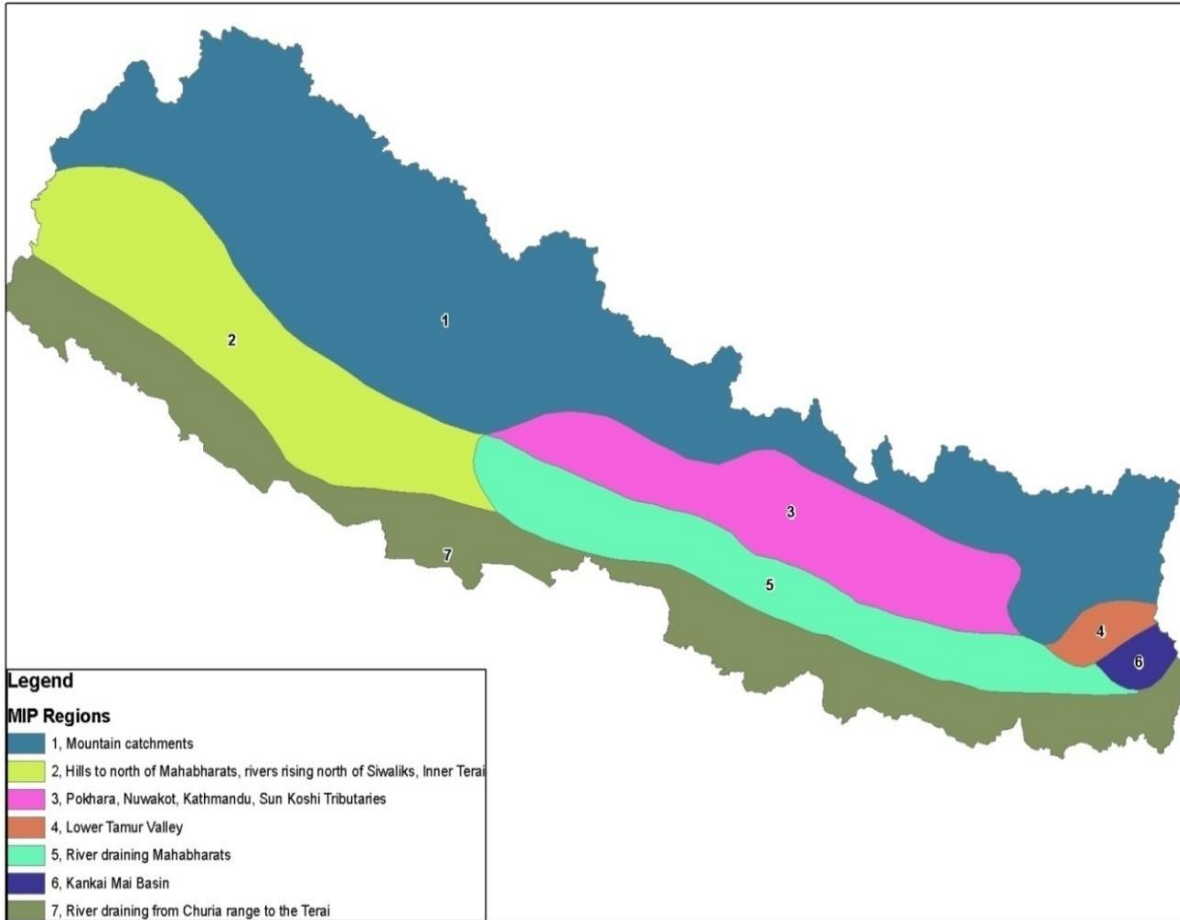 1
2
3
7
5
4
6
Legend
MIP Regions
1, Mountain catchments
2, Hills to north of Mahabharats, rivers rising north of Siwaliks, Inner Terai
3, Pokhara, Nuwakot, Kathmandu, Sun Koshi Tributaries
4, Lower Tamur Valley
5, River draining Mahabharats
6, Kankai Mai Basin
7, River draining from Churia range to the Terai